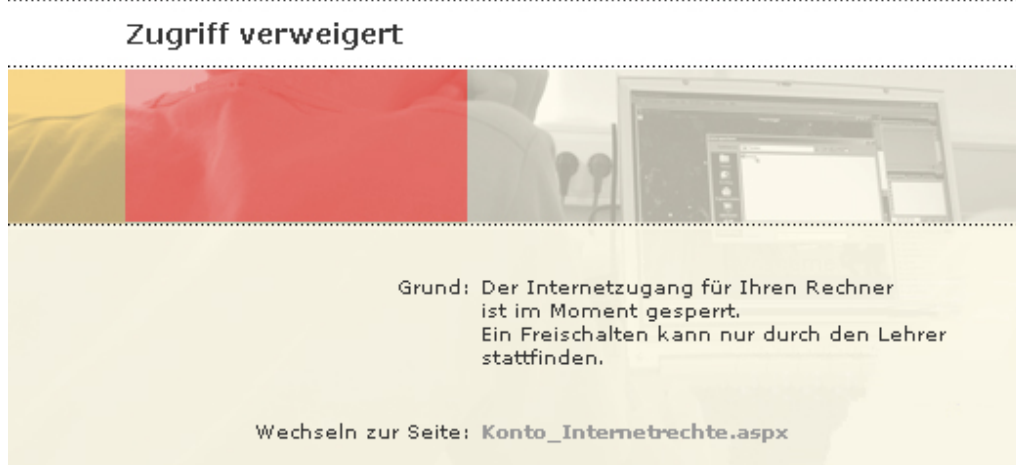 Zugriff verweigert
Grund: Der Internetzugang für Ihren Rechner
ist im Moment gesperrt.
Ein Freischalten kann nur durch den Lehrer
stattfinden.
Wechseln zur Seite: Konto_Internetrechte.aspx